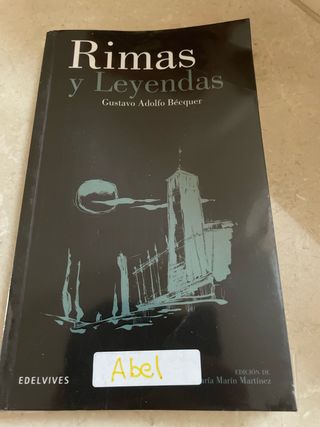 Rimas
y Leyendas
Gustavo Adolfo Bécquer
EDELVIVES
Abel
EDICIÓN DE
Marín Martínez